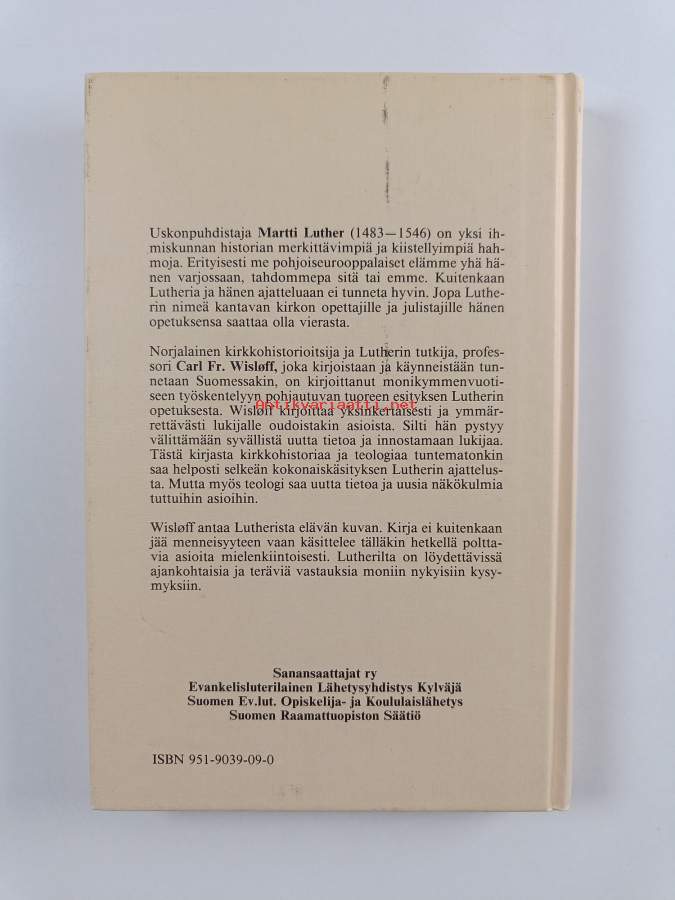 Uskonpuhdistaja Martti Luther (1483—1546) on yksi ih-
miskunnan historian merkittävimpiä ja kiistellyimpiä hah-
moja. Erityisesti me pohjoiseurooppalaiset elämme yhä hä-
nen varjossaan, tahdommepa sitä tai emme. Kuitenkaan
Lutheria ja hänen ajatteluaan ei tunneta hyvin. Jopa Luthe-
rin nimeä kantavan kirkon opettajille ja julistajille hänen
opetuksensa saattaa olla vierasta.
Norjalainen kirkkohistorioitsija ja Lutherin tutkija, profes-
sori Carl Fr. Wisløff, joka kirjoistaan ja käynneistään tun-
netaan Suomessakin, on kirjoittanut monikymmenvuoti-
seen työskentelyyn pohjautuvan tuoreen esityksen Lutherin
antikvariaatti.net
opetuksesta. Wisløff kirjoittaa yksinkertaisesti ja ymmär-
rettävästi lukijalle oudoistakin asioista. Silti hän pystyy
välittämään syvällistä uutta tietoa ja innostamaan lukijaa.
Tästä kirjasta kirkkohistoriaa ja teologiaa tuntematonkin
saa helposti selkeän kokonaiskäsityksen Lutherin ajattelus-
ta. Mutta myös teologi saa uutta tietoa ja uusia näkökulmia
tuttuihin asioihin.
Wisløff antaa Lutherista elävän kuvan. Kirja ei kuitenkaan
jää menneisyyteen vaan käsittelee tälläkin hetkellä poltta-
via asioita mielenkiintoisesti. Lutherilta on löydettävissä
ajankohtaisia ja teräviä vastauksia moniin nykyisiin kysy-
myksiin.
Sanansaattajat ry
Evankelisluterilainen Lähetysyhdistys Kylväjä
Suomen Ev.lut. Opiskelija- ja Koululaislähetys
Suomen Raamattuopiston Säätiö
ISBN 951-9039-09-0